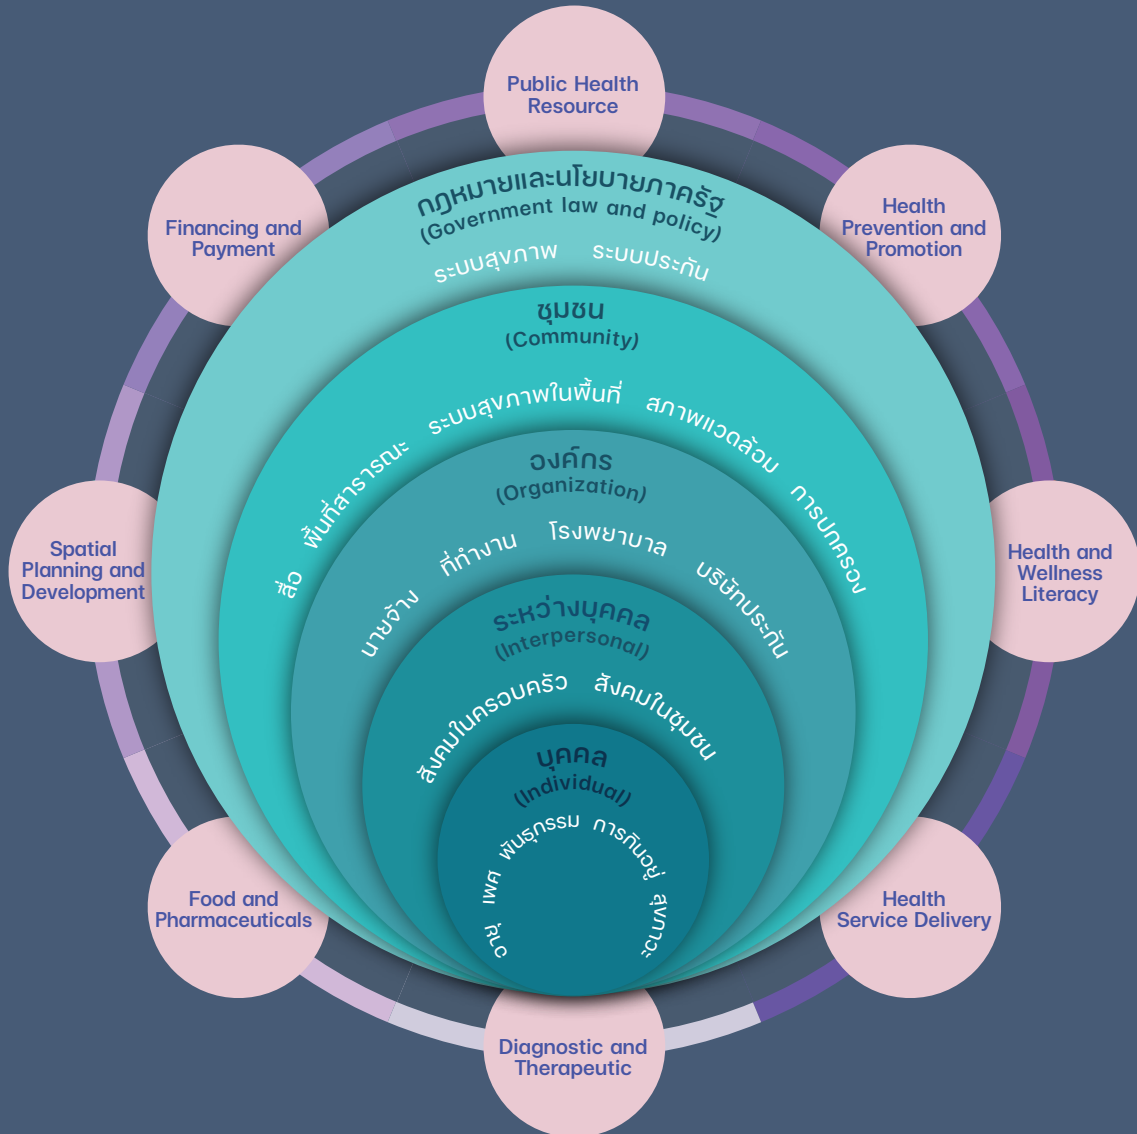 Public Health
Resource
Financing and
Payment
Health
Prevention and
Promotion
กฎหมายและนโยบายภาครัฐ
(Government law and policy)
ระบบสุขภาพ ระบบประกัน
ชุมชน
(Community)
สื่อ พื้นที่สาธารณะ ระบบสุขภาพในพื้นที่ สภาพแวดล้อม การปกครอง
องค์กร
(Organization)
นายจ้าง ที่ทำงาน โรงพยาบาล บริษัทประกัน
Spatial
Planning and
Development
Health and
Wellness
Literacy
ระหว่างบุคคล
(Interpersonal)
สังคมในครอบครัว สังคมในชุมชน
บุคคล
(Individual)
อายุ เพศ พันธุกรรม การกินอยู่ สุขภาวะ
Food and
Pharmaceuticals
Health
Service Delivery
Diagnostic and
Therapeutic